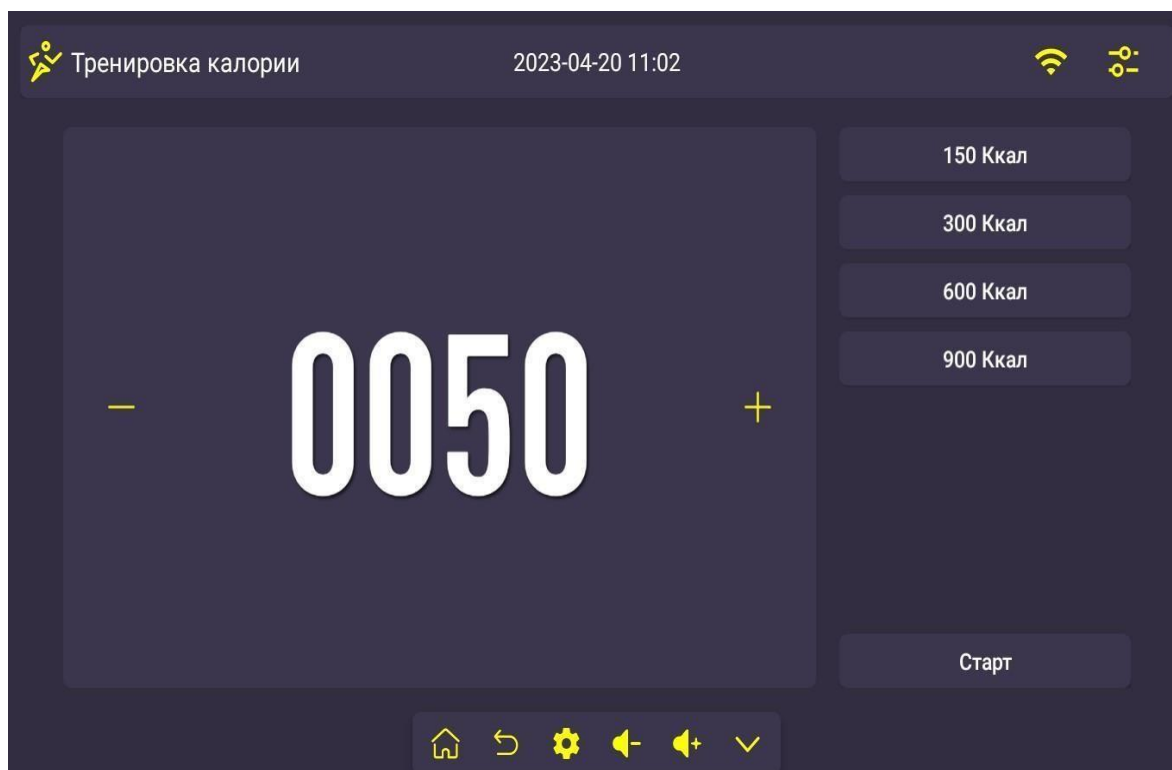 Тренировка калории
2023-04-20 11:02
150 Ккал
300 Ккал
600 Ккал
900 Ккал
− 0050 +
Старт